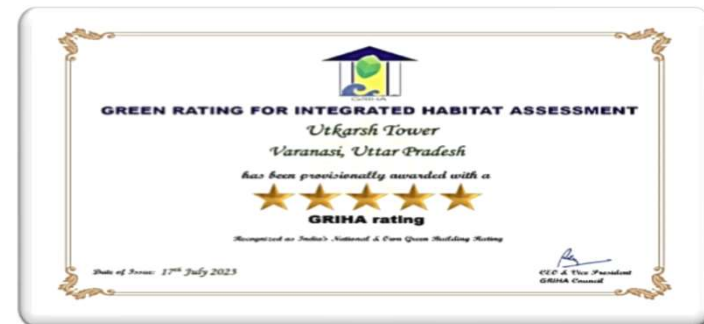 GRIHA
GREEN RATING FOR INTEGRATED HABITAT ASSESSMENT
Utkarsh Tower
Varanasi, Uttar Pradesh
has been provisionally awarded with a
GRIHA rating
Recognized as India's National & Own Green Building Rating
Date of Issue: 17th July 2023
CEO & Vice President
GRIHA Council